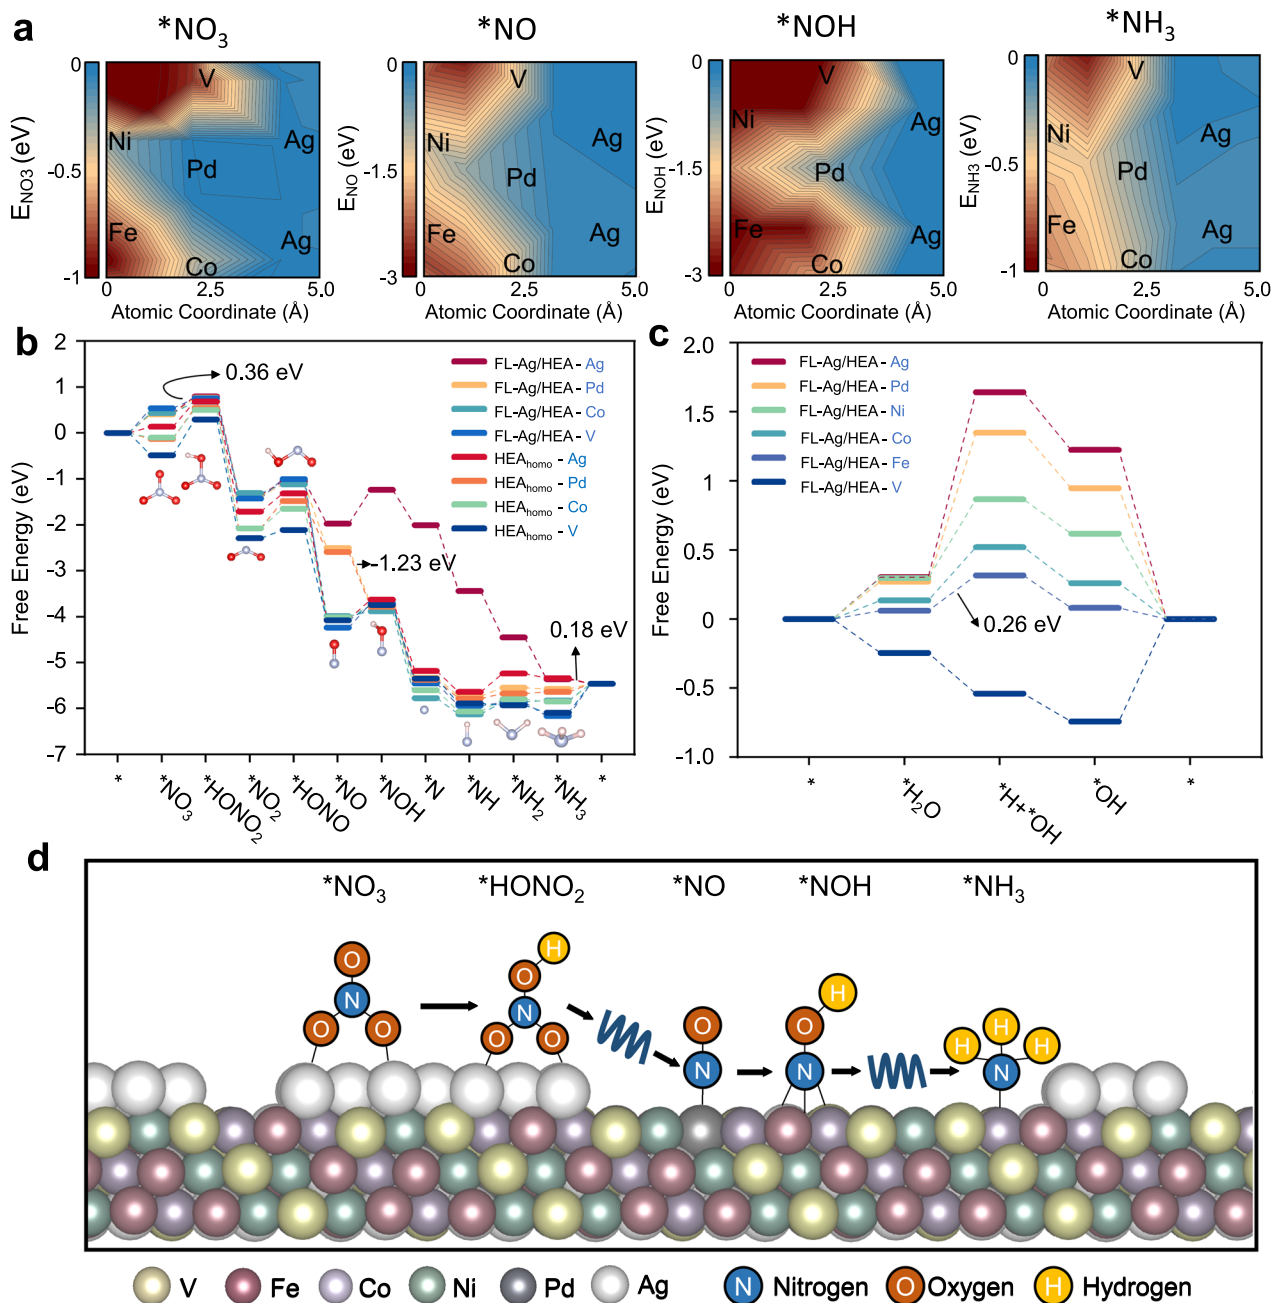 a
*NO3
*NO
*NOH
*NH3
0
-0.5
-1
ENO3 (eV)
V
Ni
Pd
Ag
Fe
Ag
Co
0
2.5
5.0
Atomic Coordinate (Å)
0
-1.5
-3
ENO (eV)
V
Ni
Ag
Pd
Fe
Ag
Co
0
2.5
5.0
Atomic Coordinate (Å)
0
-1.5
-3
ENOH (eV)
V
Ni
Ag
Pd
Fe
Ag
Co
0
2.5
5.0
Atomic Coordinate (Å)
0
-0.5
-1
ENH3 (eV)
V
Ni
Ag
Pd
Fe
Ag
Co
0
2.5
5.0
Atomic Coordinate (Å)
b
Free Energy (eV)
2
1
0
-1
-2
-3
-4
-5
-6
-7
0.36 eV
-1.23 eV
0.18 eV
FL-Ag/HEA - Ag
FL-Ag/HEA - Pd
FL-Ag/HEA - Co
FL-Ag/HEA - V
HEAhomo - Ag
HEAhomo - Pd
HEAhomo - Co
HEAhomo - V
*
*NO3
*HONO2
*NO2
*HONO
*NO
*NOH
*N
*NH
*NH2
*NH3
*
c
Free Energy (eV)
2.0
1.5
1.0
0.5
0
-0.5
-1.0
FL-Ag/HEA - Ag
FL-Ag/HEA - Pd
FL-Ag/HEA - Ni
FL-Ag/HEA - Co
FL-Ag/HEA - Fe
FL-Ag/HEA - V
0.26 eV
*
*H2O
*H+*OH
*OH
*
d
*NO3
*HONO2
*NO
*NOH
*NH3
O
N
O
O
H
O
N
O
O
O
N
H
O
N
H
H
H
N
V
Fe
Co
Ni
Pd
Ag
N Nitrogen
O Oxygen
H Hydrogen